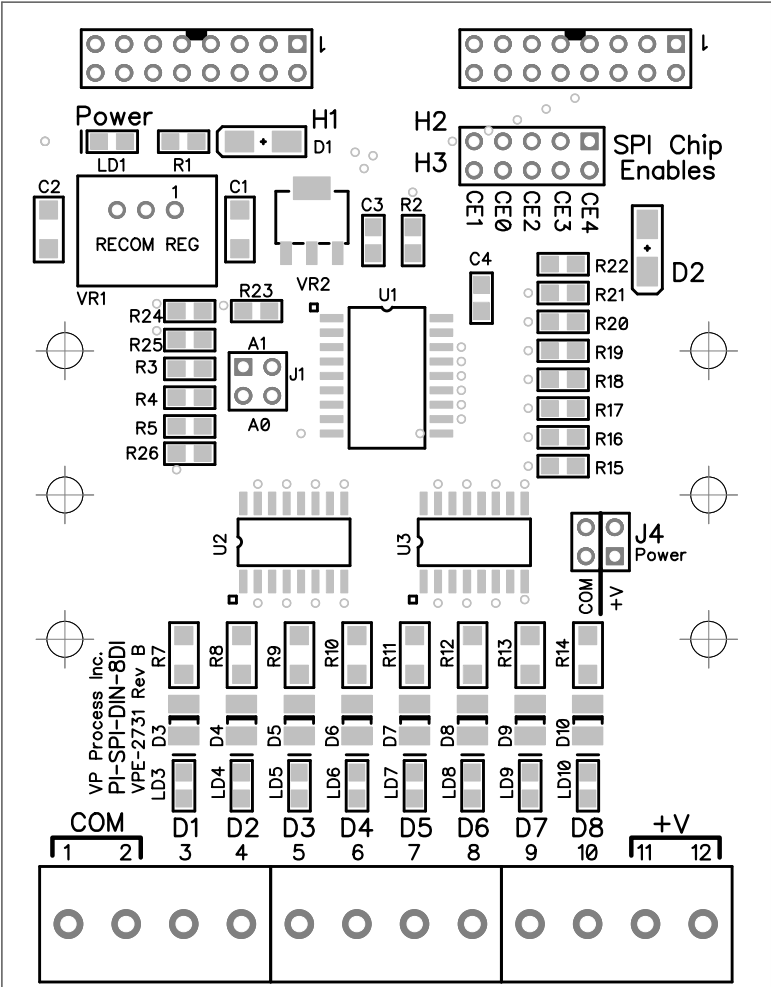 1
1
Power
H1
D1
LD1
R1
H2
H3
SPI Chip
Enables
CE1
CE0
CE2
CE3
CE4
C2
1
RECOM REG
VR1
C1
C3
R2
VR2
C4
D2
R22
R21
R20
R19
R18
R17
R16
R15
R24
R25
R3
R4
R5
R26
R23
A1
J1
A0
U1
U2
U3
J4
Power
COM
+V
VP Process Inc.
PI-SPI-DIN-8DI
VPE-2731 Rev B
R7
R8
R9
R10
R11
R12
R13
R14
D3
D4
D5
D6
D7
D8
D9
D10
LD3
LD4
LD5
LD6
LD7
LD8
LD9
LD10
COM
D1
D2
D3
D4
D5
D6
D7
D8
+V
1 2 3 4 5 6 7 8 9 10 11 12